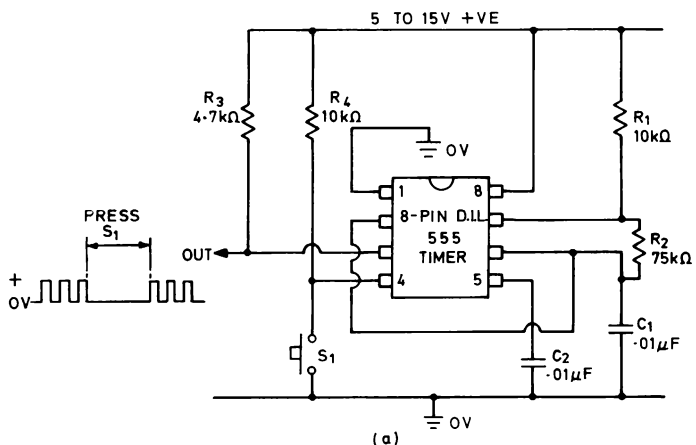 5 TO 15V +VE
R3
4·7kΩ
R4
10kΩ
R1
10kΩ
0V
1
8
8-PIN D.I.L
555
TIMER
4
5
R2
75kΩ
PRESS
S1
+
0V
OUT
S1
C2
·01μF
C1
·01μF
0V
(a)